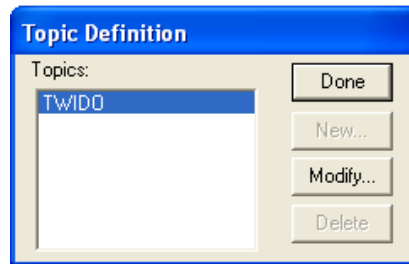 Topic Definition
Topics:
TWIDO
Done
New...
Modify...
Delete